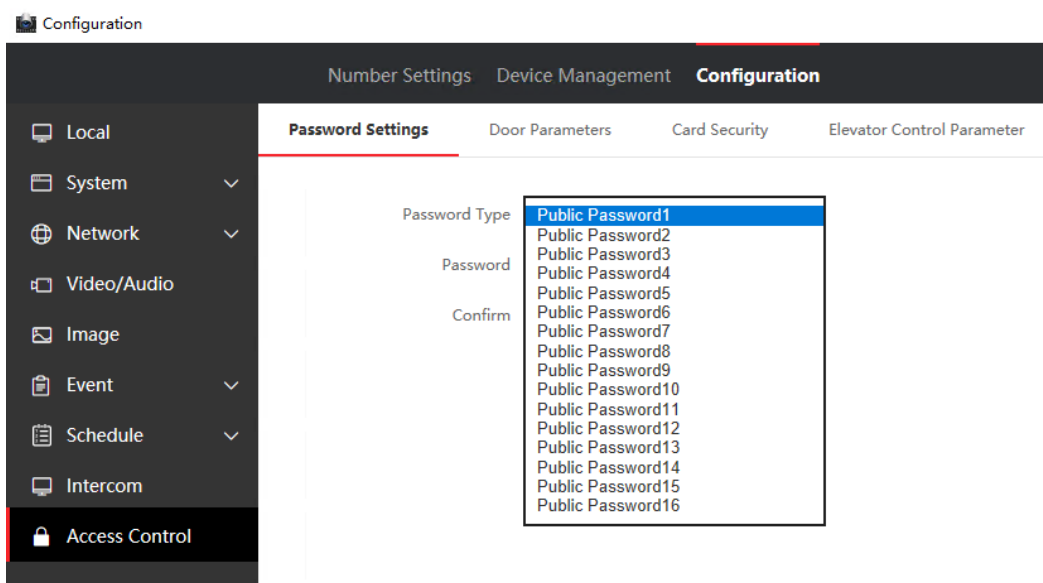 Configuration
Number Settings Device Management Configuration
Local
System
Network
Video/Audio
Image
Event
Schedule
Intercom
Access Control
Password Settings Door Parameters Card Security Elevator Control Parameter
Password Type
Public Password1
Public Password2
Public Password3
Public Password4
Public Password5
Public Password6
Public Password7
Public Password8
Public Password9
Public Password10
Public Password11
Public Password12
Public Password13
Public Password14
Public Password15
Public Password16
Password
Confirm